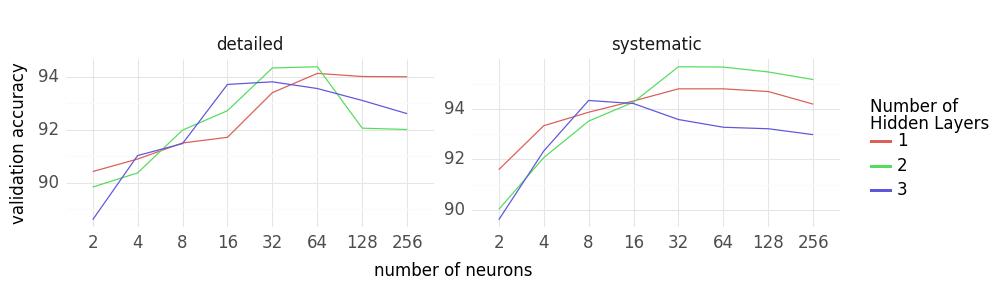 detailed
systematic
validation accuracy
94
92
90
94
92
90
2 4 8 16 32 64 128 256
2 4 8 16 32 64 128 256
number of neurons
Number of
Hidden Layers
1
2
3